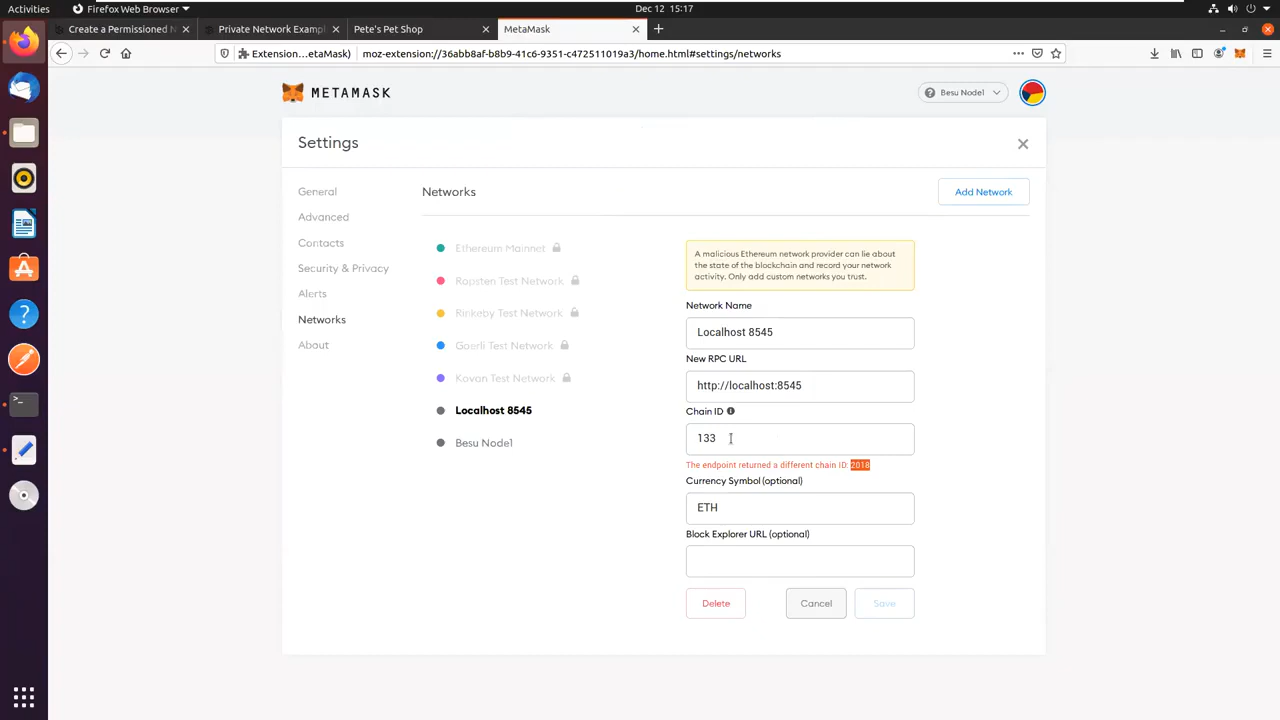 Activities
Firefox Web Browser
Dec 12 15:17
Create a Permissioned N
Private Network Exampl
Pete's Pet Shop
MetaMask
Extension...etaMask)
moz-extension://36abb8af-b8b9-41c6-9351-c472511019a3/home.html#settings/networks
METAMASK
Besu Node1
Settings
General
Advanced
Contacts
Security & Privacy
Alerts
Networks
About
Networks
Add Network
Ethereum Mainnet
Ropsten Test Network
Rinkeby Test Network
Goerli Test Network
Kovan Test Network
Localhost 8545
Besu Node1
A malicious Ethereum network provider can lie about
the state of the blockchain and record your network
activity. Only add custom networks you trust.
Network Name
Localhost 8545
New RPC URL
http://localhost:8545
Chain ID
133
The endpoint returned a different chain ID: 2018
Currency Symbol (optional)
ETH
Block Explorer URL (optional)
Delete
Cancel
Save